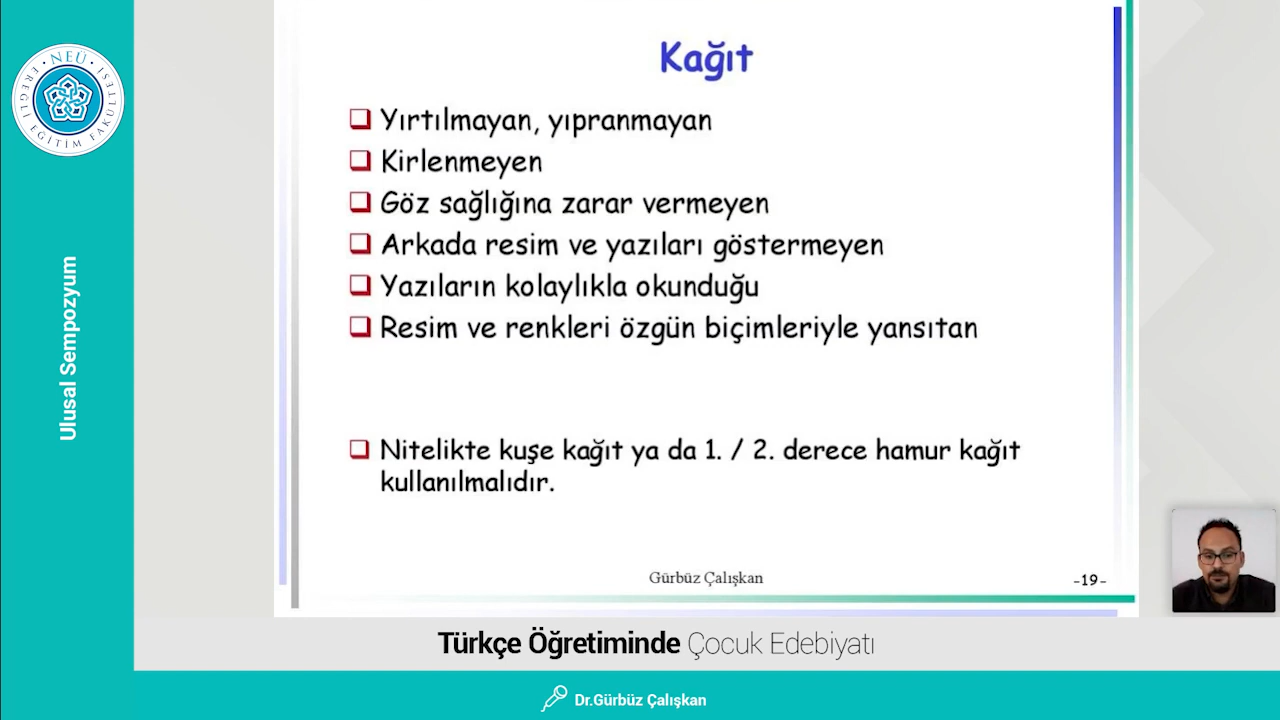 NEÜ
EREĞLİ EĞİTİM FAKÜLTESİ
Ulusal Sempozyum
Kağıt
Yırtılmayan, yıpranmayan
Kirlenmeyen
Göz sağlığına zarar vermeyen
Arkada resim ve yazıları göstermeyen
Yazıların kolaylıkla okunduğu
Resim ve renkleri özgün biçimleriyle yansıtan
Nitelikte kuşe kağıt ya da 1. / 2. derece hamur kağıt
kullanılmalıdır.
Gürbüz Çalışkan
-19-
Türkçe Öğretiminde Çocuk Edebiyatı
Dr.Gürbüz Çalışkan